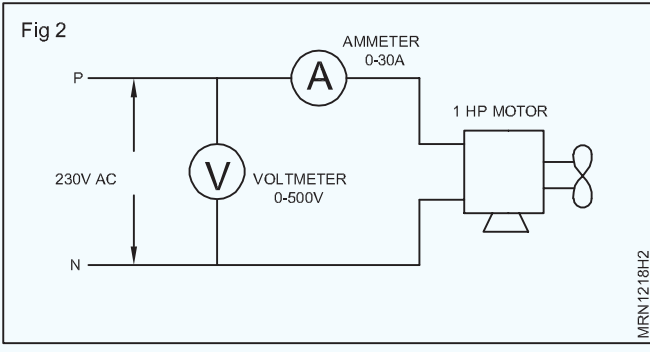 Fig 2
AMMETER
0-30A
P
A
1 HP MOTOR
230V AC
V
VOLTMETER
0-500V
N
MRN1218H2